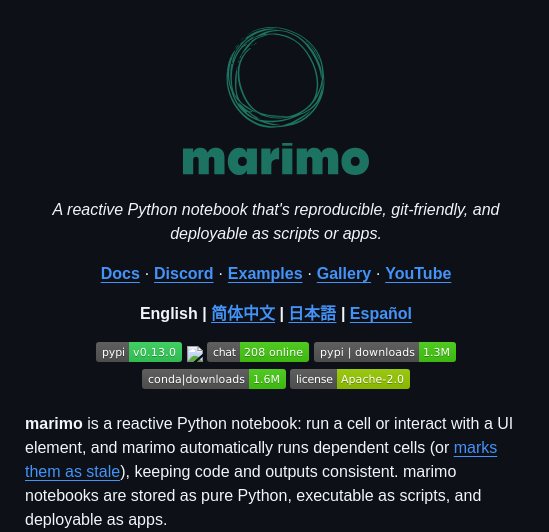 marimo
A reactive Python notebook that's reproducible, git-friendly, and
deployable as scripts or apps.
Docs · Discord · Examples · Gallery · YouTube
English | 简体中文 | 日本語 | Español
pypi v0.13.0 chat 208 online pypi | downloads 1.3M
conda|downloads 1.6M license Apache-2.0
marimo is a reactive Python notebook: run a cell or interact with a UI
element, and marimo automatically runs dependent cells (or marks
them as stale), keeping code and outputs consistent. marimo
notebooks are stored as pure Python, executable as scripts, and
deployable as apps.